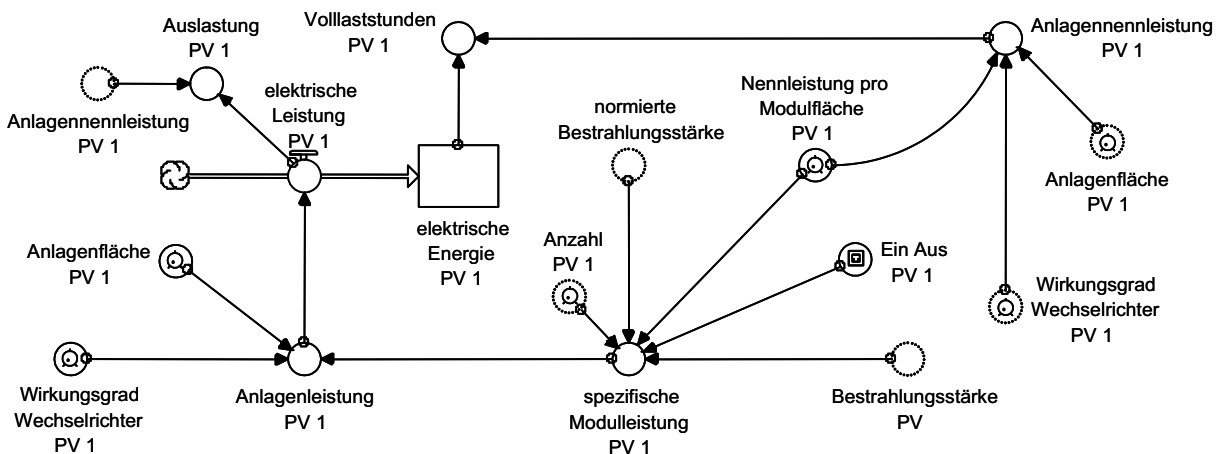 Auslastung
PV 1
Volllaststunden
PV 1
Anlagennennleistung
PV 1
Anlagennennleistung
PV 1
elektrische
Leistung
PV 1
normierte
Bestrahlungsstärke
Nennleistung pro
Modulfläche
PV 1
Anlagenfläche
PV 1
elektrische
Energie
PV 1
Anlagenfläche
PV 1
Anzahl
PV 1
Ein Aus
PV 1
Wirkungsgrad
Wechselrichter
PV 1
Wirkungsgrad
Wechselrichter
PV 1
Anlagenleistung
PV 1
spezifische
Modulleistung
PV 1
Bestrahlungsstärke
PV